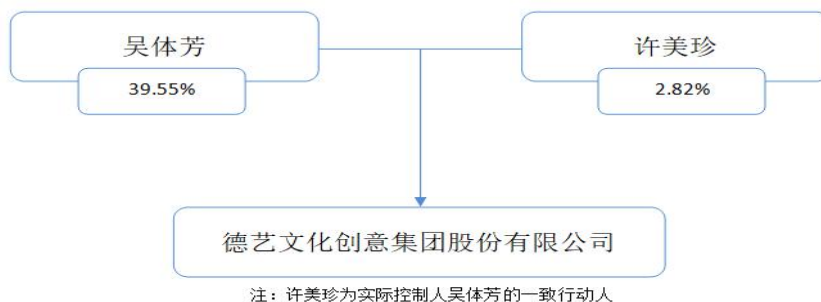 吴体芳
许美珍
39.55%
2.82%
德艺文化创意集团股份有限公司
注：许美珍为实际控制人吴体芳的一致行动人